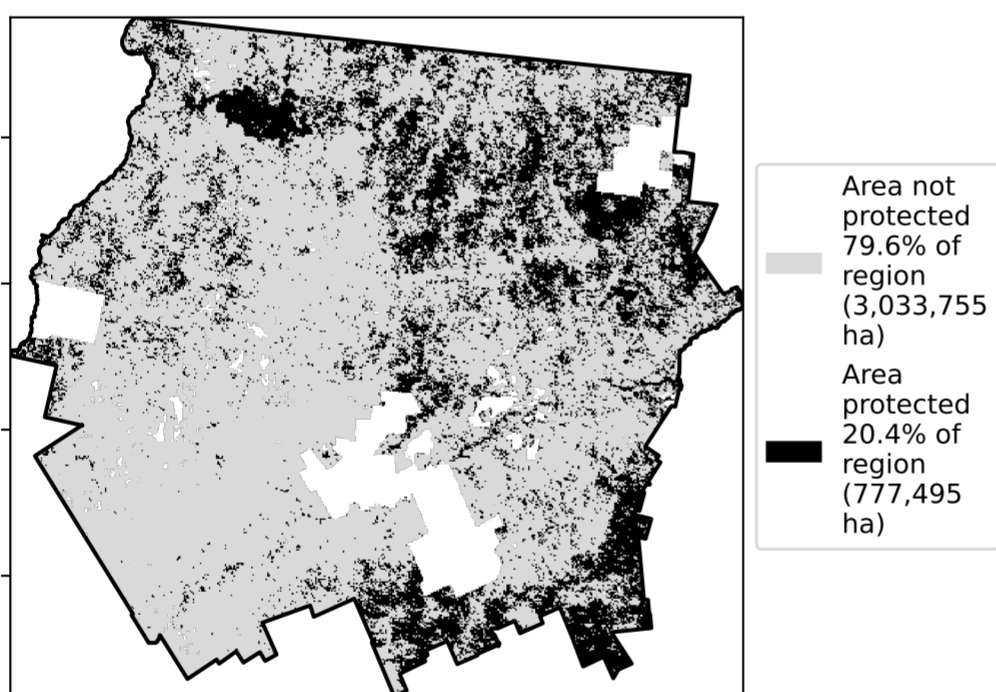 Area not
protected
79.6% of
region
(3,033,755
ha)
Area
protected
20.4% of
region
(777,495
ha)